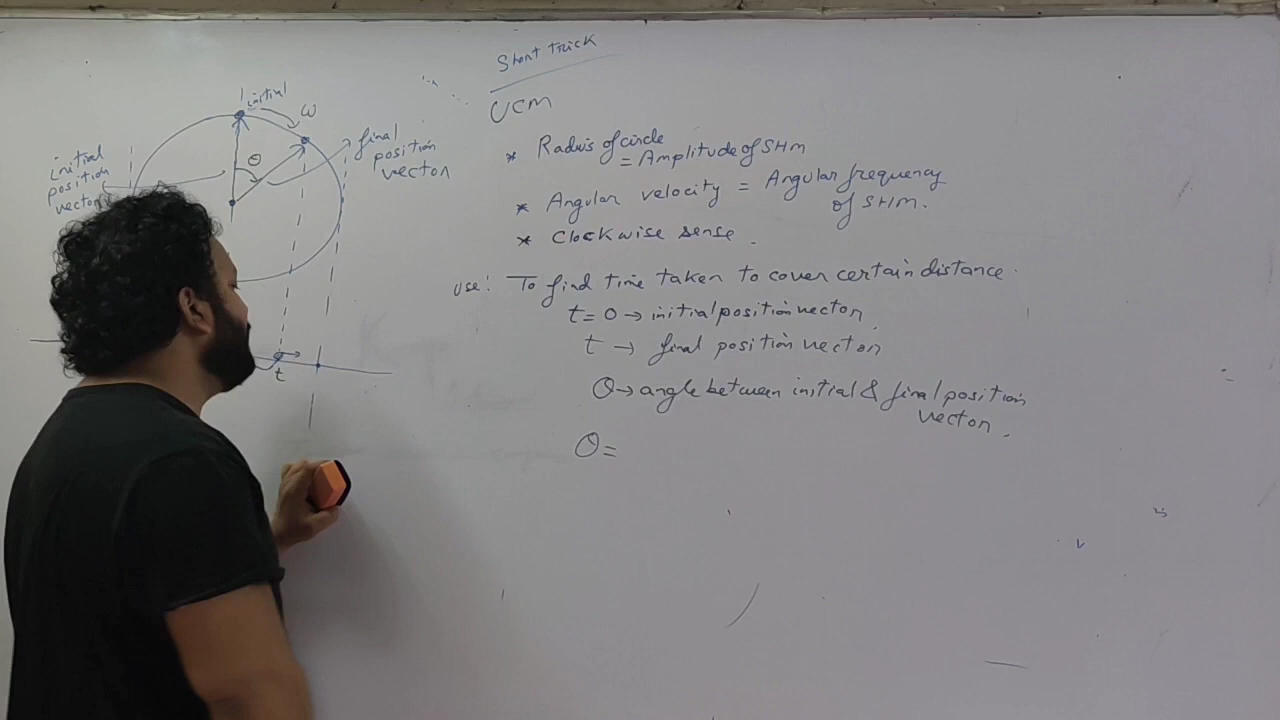 Short trick
UCM
* Radius of circle
= Amplitude of SHM
* Angular velocity = Angular frequency
of SHM.
* Clockwise sense.
use: To find time taken to cover certain distance.
t = 0 → initial position vector.
t → final position vector
θ → angle between initial & final position
vector.
θ =
initial
ω
θ
final
position
vector
initial
position
vector
t